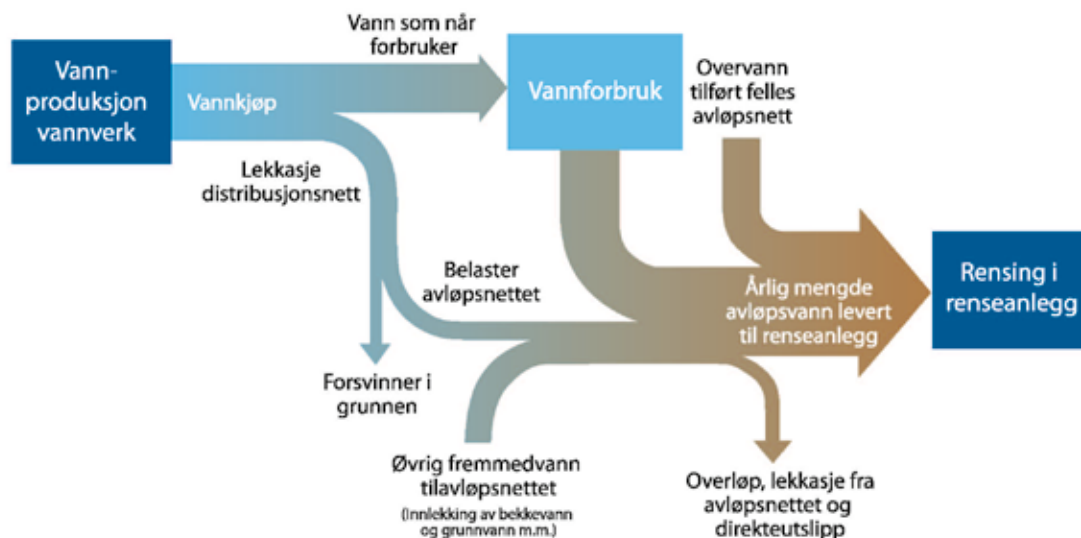 Vann-
produksjon
vannverk
Vannkjøp
Vann som når
forbruker
Vannforbruk
Overvann
tilført felles
avløpsnett
Lekkasje
distribusjonsnett
Belaster
avløpsnettet
Årlig mengde
avløpsvann levert
til renseanlegg
Rensing i
renseanlegg
Forsvinner i
grunnen
Øvrig fremmedvann
tilavløpsnettet
(Innlekking av bekkevann
og grunnvann m.m.)
Overløp, lekkasje fra
avløpsnettet og
direkteutslipp